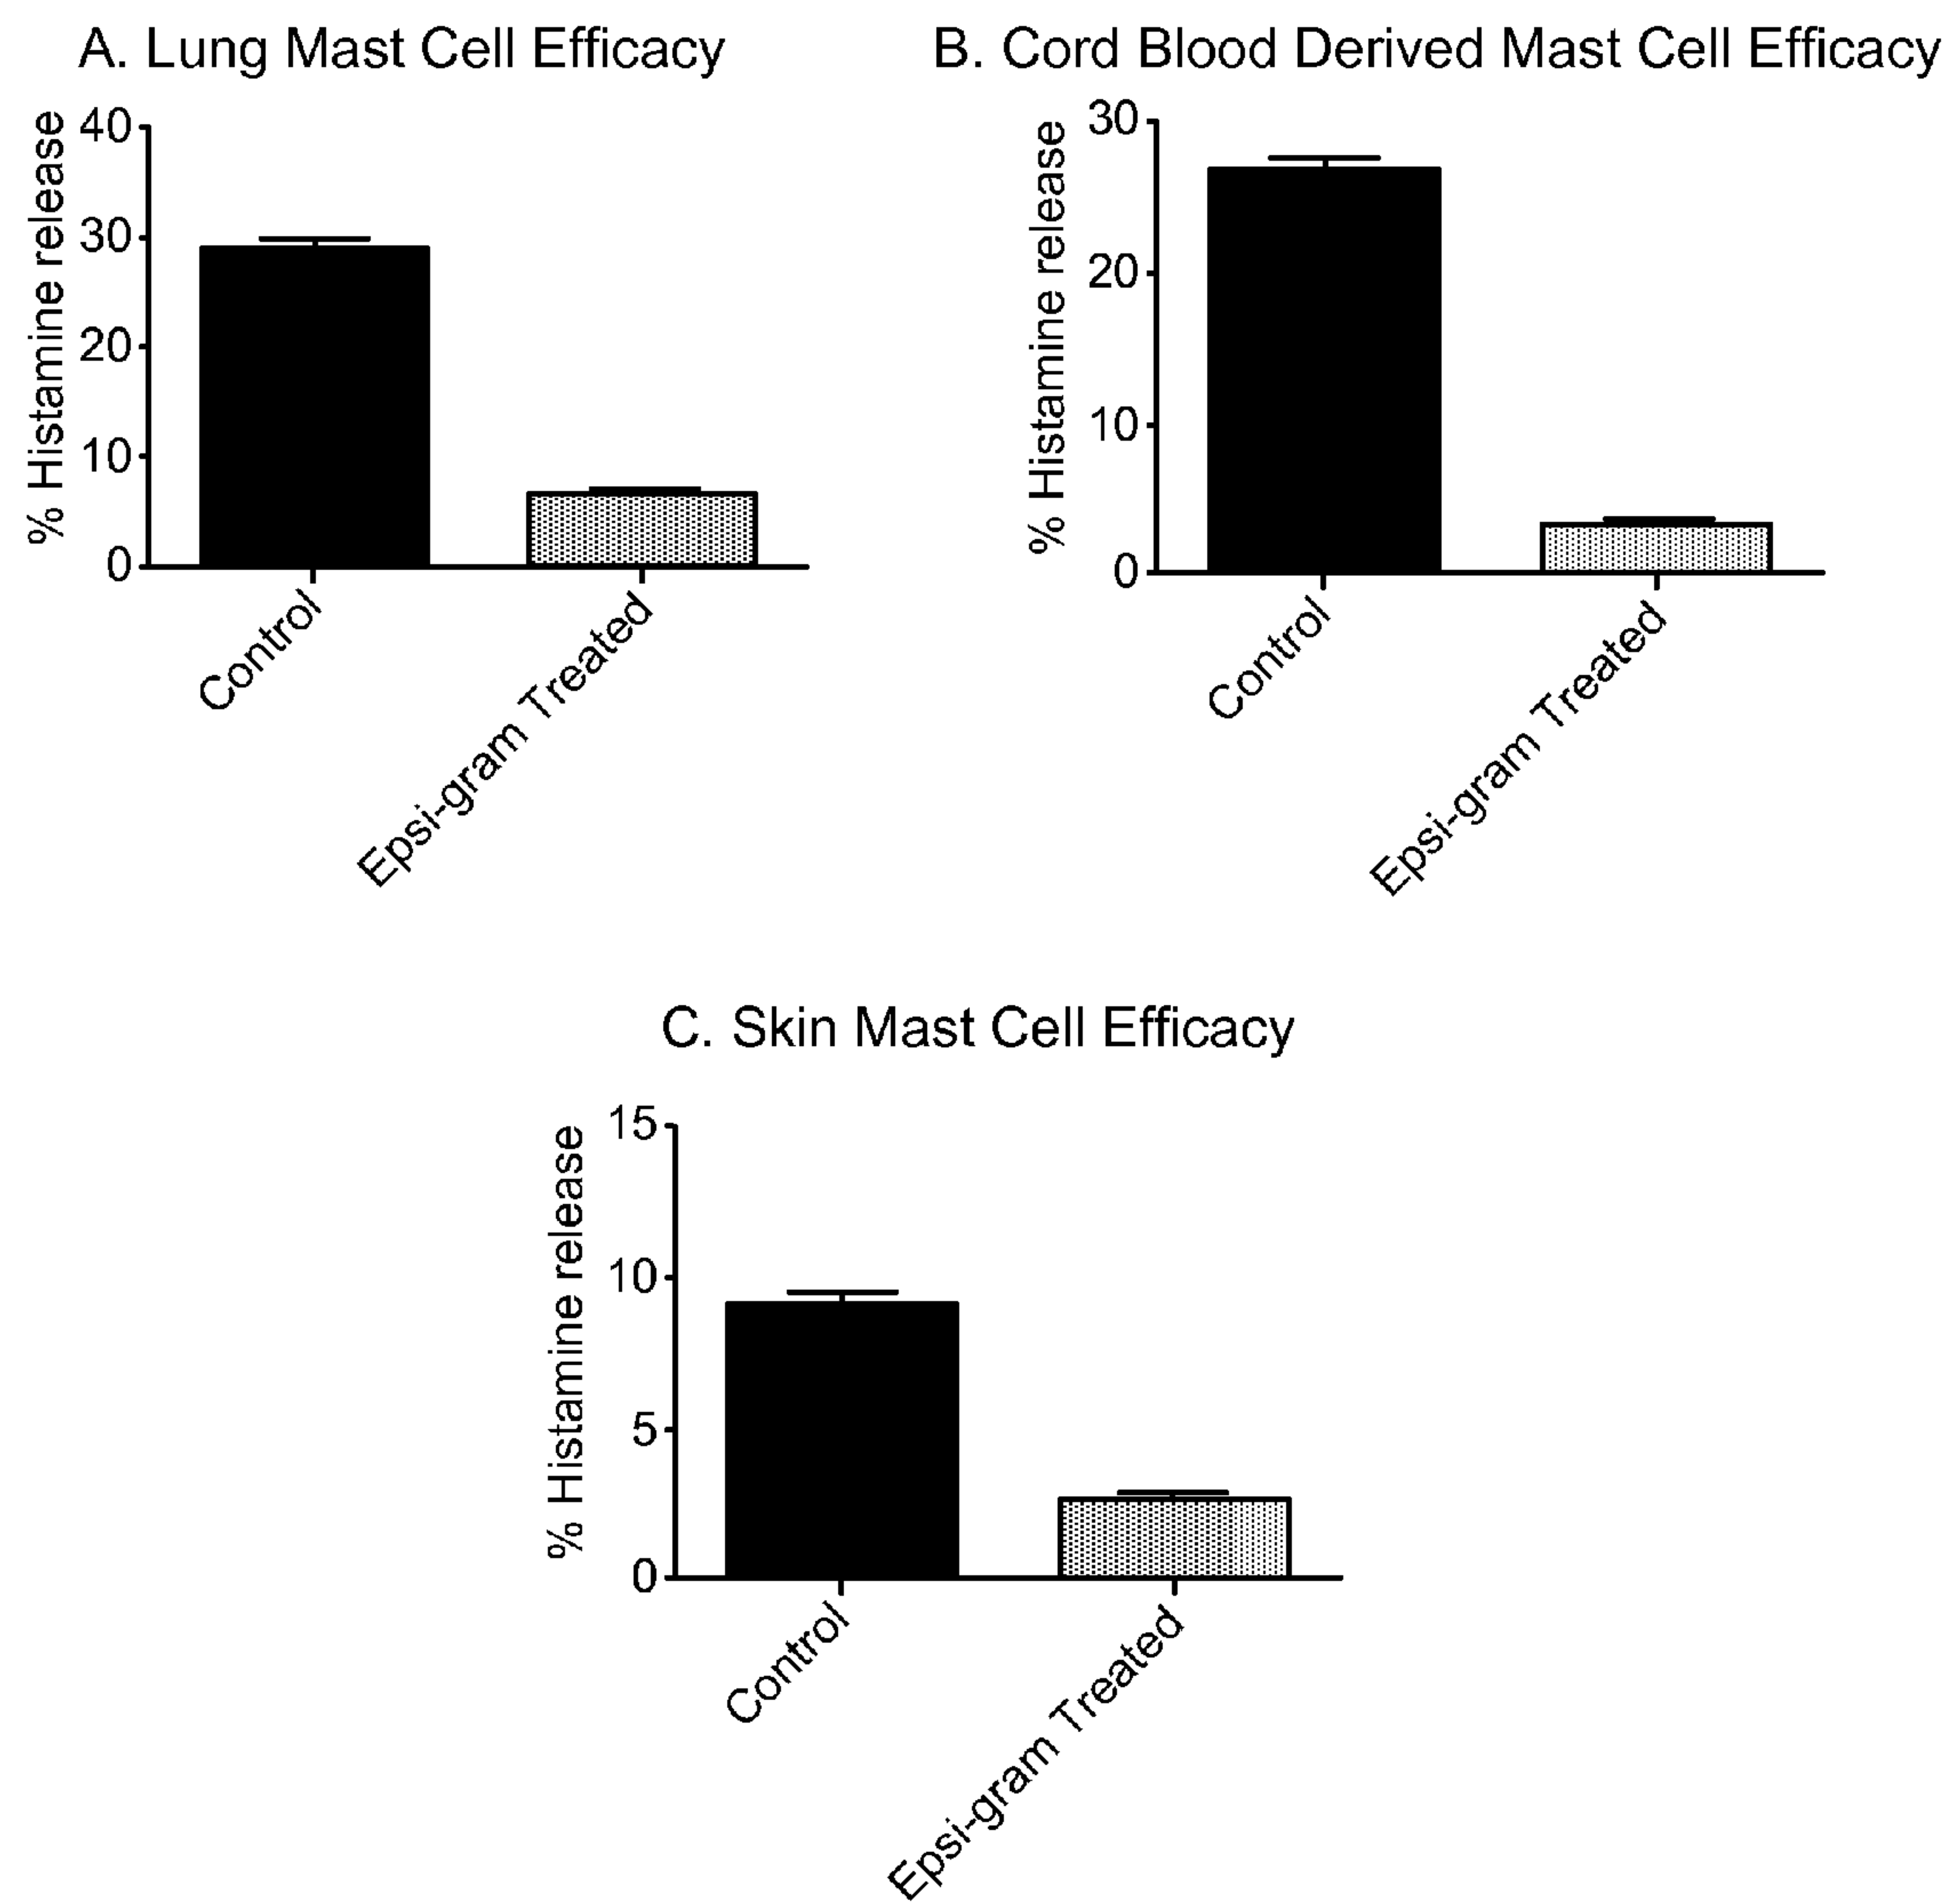 A. Lung Mast Cell Efficacy
% Histamine release
40
30
20
10
0
Control
Epsi-gram Treated
B. Cord Blood Derived Mast Cell Efficacy
% Histamine release
30
20
10
0
Control
Epsi-gram Treated
C. Skin Mast Cell Efficacy
% Histamine release
15
10
5
0
Control
Epsi-gram Treated